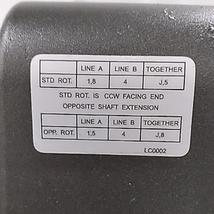 LINE A LINE B TOGETHER
STD ROT. 1,8 4 J,5
STD ROT. IS CCW FACING END
OPPOSITE SHAFT EXTENSION
LINE A LINE B TOGETHER
OPP. ROT. 1,5 4 J,8
LC0002